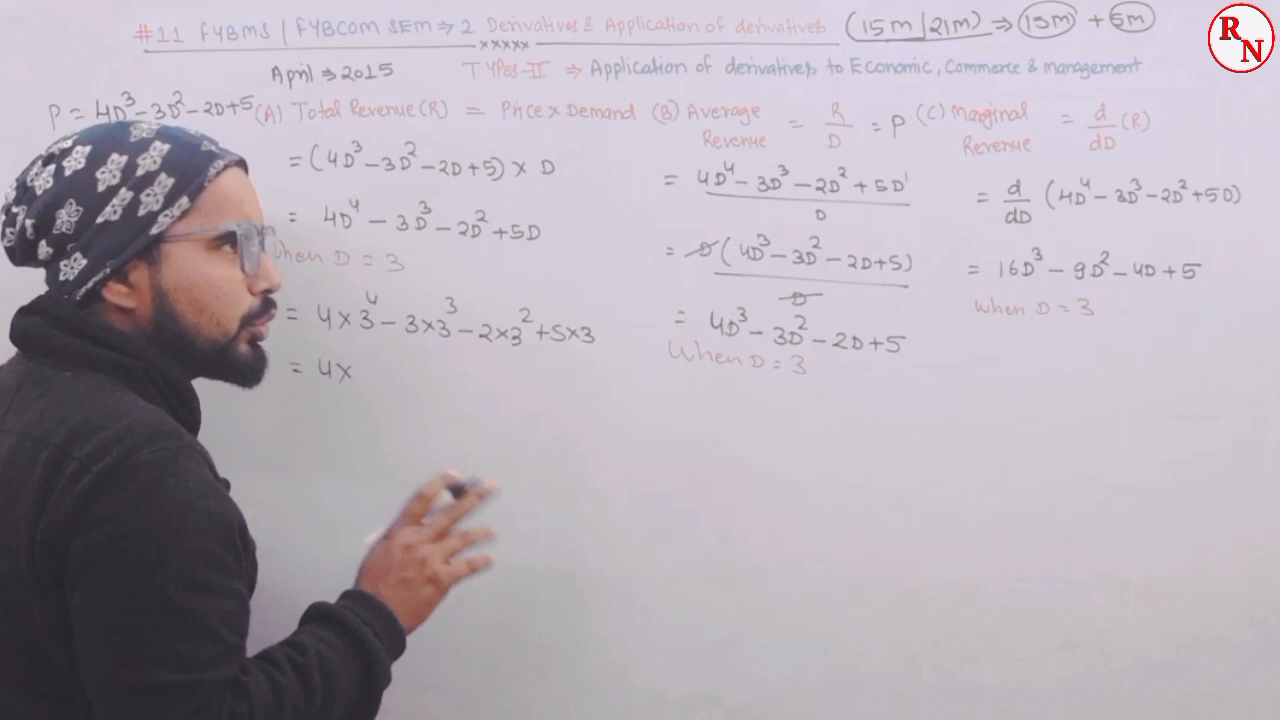 #11 FYBMS | FYBCOM SEM ⇒ 2 Derivatives & Application of derivatives (15m | 21m) ⇒ 15m + 5m
xxxxx
April ⇒ 2015 TYPES-II ⇒ Application of derivatives to Economic, Commerce & management
P = 4D³ - 3D² - 2D + 5
(A) Total Revenue (R) = Price × Demand
= (4D³ - 3D² - 2D + 5) × D
= 4D⁴ - 3D³ - 2D² + 5D
When D = 3
= 4 × 3⁴ - 3 × 3³ - 2 × 3² + 5 × 3
= 4 ×
(B) Average Revenue = R/D = P
= 4D⁴ - 3D³ - 2D² + 5D / D
= D (4D³ - 3D² - 2D + 5) / D
= 4D³ - 3D² - 2D + 5
When D = 3
(C) Marginal Revenue = d/dD (R)
= d/dD (4D⁴ - 3D³ - 2D² + 5D)
= 16D³ - 9D² - 4D + 5
when D = 3
RN